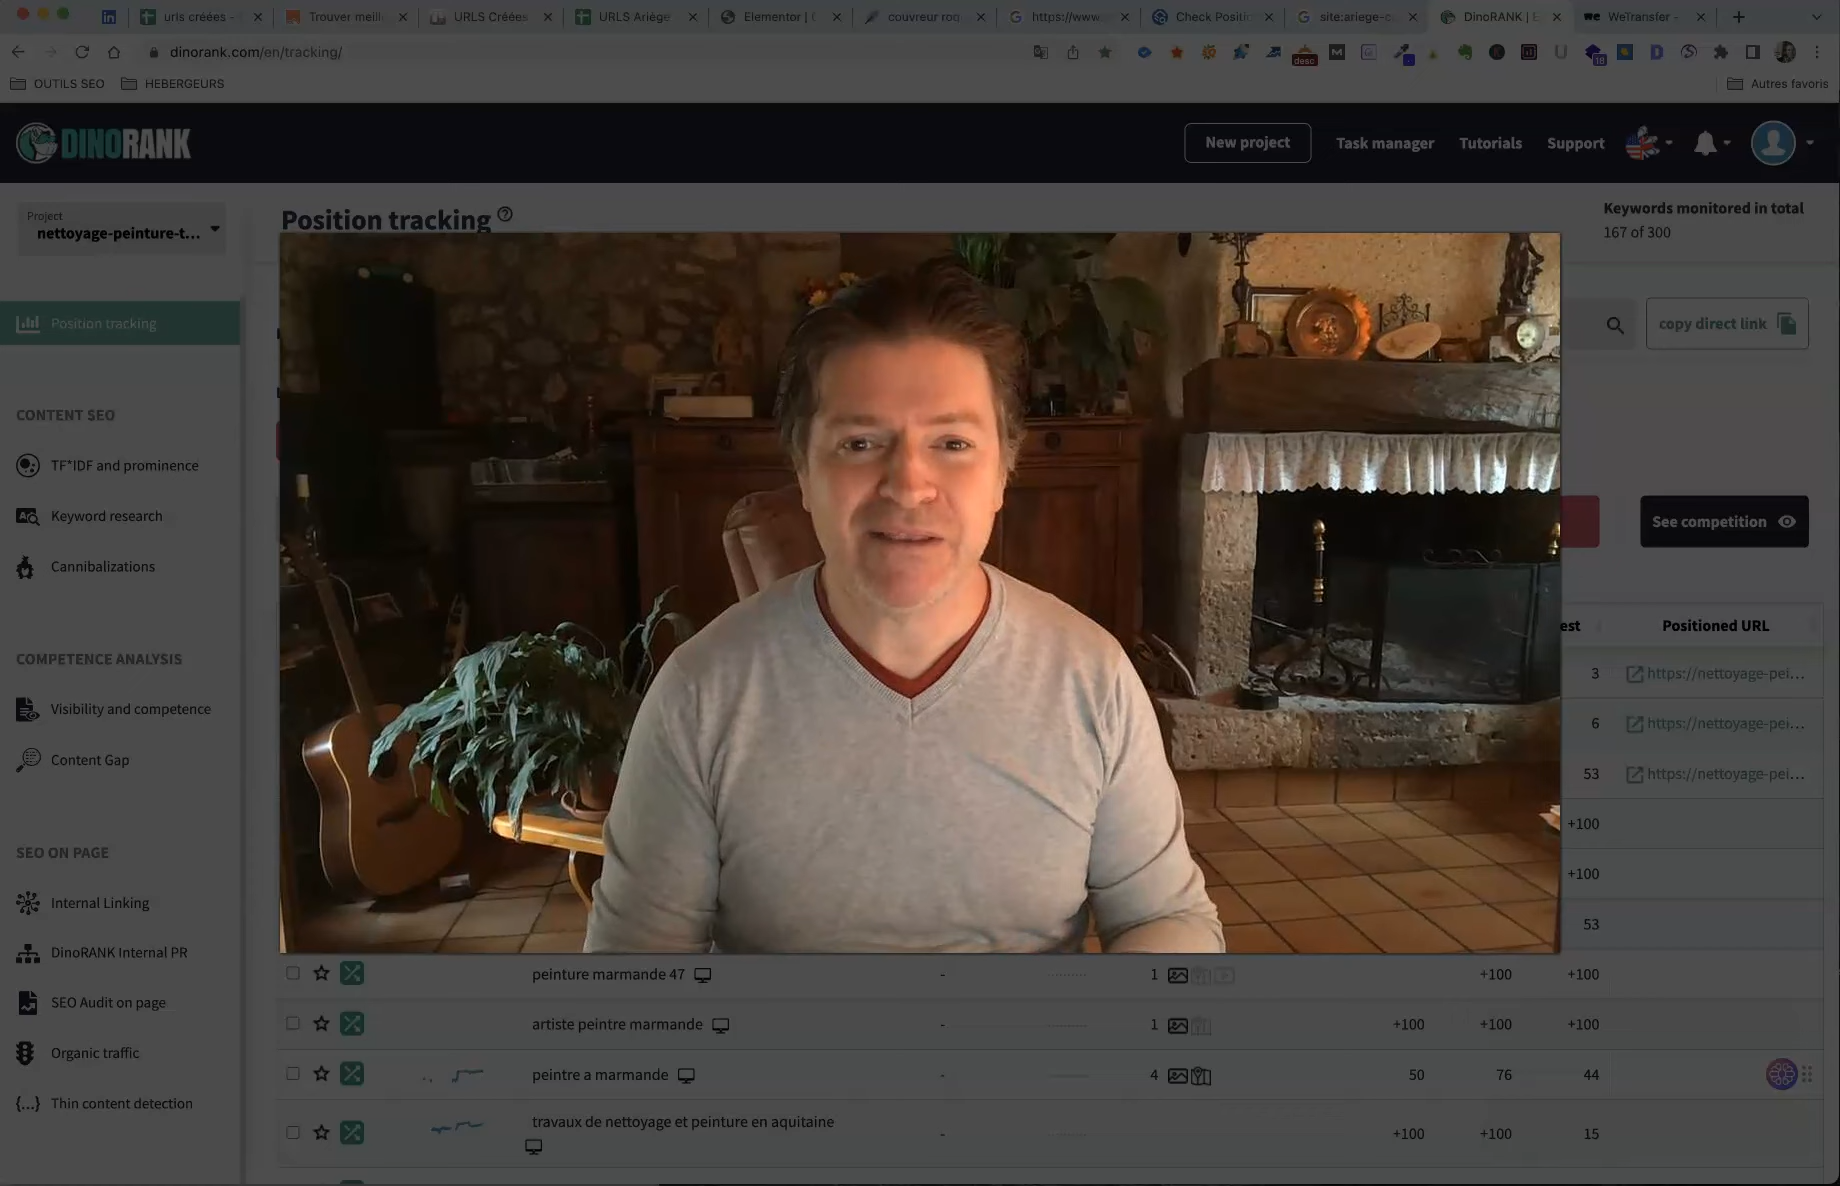 urls créées -
Trouver meill
URLS Créées
URLS Ariège
Elementor |
couvreur roq
https://www
Check Positi
site:ariege-c
DinoRANK | E
WeTransfer -
dinorank.com/en/tracking/
desc
18
OUTILS SEO
HEBERGEURS
Autres favoris
DINORANK
New project
Task manager
Tutorials
Support
Project
nettoyage-peinture-t...
Position tracking
Keywords monitored in total
167 of 300
Position tracking
copy direct link
CONTENT SEO
TF*IDF and prominence
Keyword research
Cannibalizations
See competition
est
Positioned URL
3
https://nettoyage-pei...
6
https://nettoyage-pei...
53
https://nettoyage-pei...
+100
+100
53
COMPETENCE ANALYSIS
Visibility and competence
Content Gap
SEO ON PAGE
Internal Linking
DinoRANK Internal PR
SEO Audit on page
Organic traffic
{...} Thin content detection
peinture marmande 47 - 1 +100 +100
artiste peintre marmande - 1 +100 +100 +100
peintre a marmande - 4 50 76 44
travaux de nettoyage et peinture en aquitaine - +100 +100 15